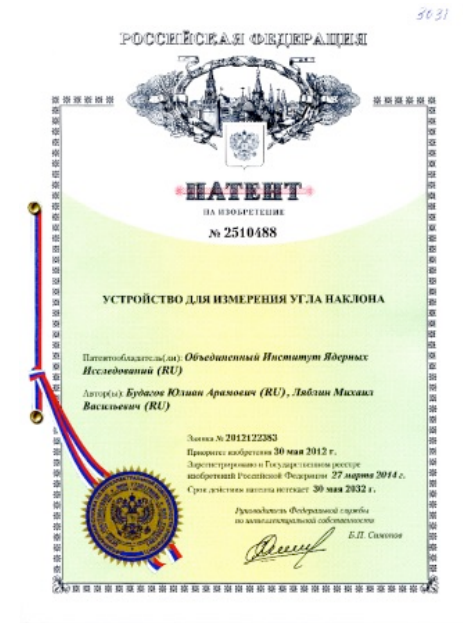 3031
РОССИЙСКАЯ ФЕДЕРАЦИЯ
ПАТЕНТ
НА ИЗОБРЕТЕНИЕ
№ 2510488
УСТРОЙСТВО ДЛЯ ИЗМЕРЕНИЯ УГЛА НАКЛОНА
Патентообладатель(ли): Объединенный Институт Ядерных
Исследований (RU)
Автор(ы): Будагов Юлиан Арамович (RU), Ляблин Михаил
Васильевич (RU)
Заявка № 2012122383
Приоритет изобретения 30 мая 2012 г.
Зарегистрировано в Государственном реестре
изобретений Российской Федерации 27 марта 2014 г.
Срок действия патента истекает 30 мая 2032 г.
Руководитель Федеральной службы
по интеллектуальной собственности
Б.П. Симонов